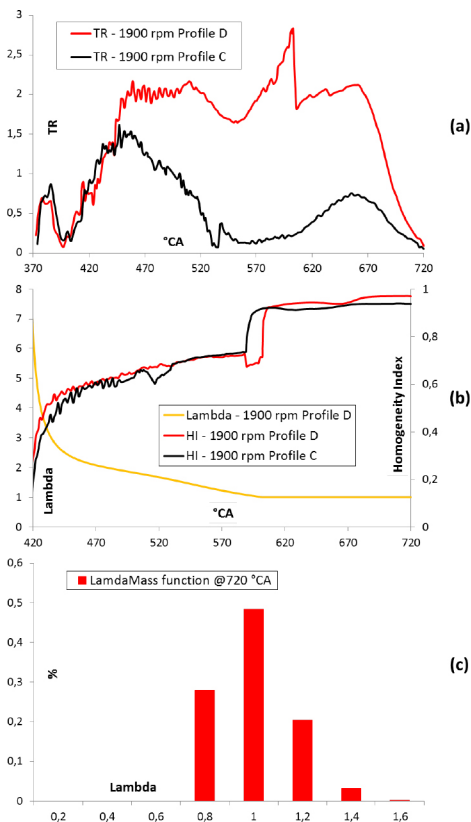 3
TR - 1900 rpm Profile D
TR - 1900 rpm Profile C
2,5
2
TR
(a)
1,5
1
0,5
°CA
0
370 420 470 520 570 620 670 720
8 1
7
0,8
6
5
0,6
(b)
4
Lambda - 1900 rpm Profile D
HI - 1900 rpm Profile D
HI - 1900 rpm Profile C
Homogeneity Index
0,4
3
2
0,2
Lambda
1
°CA
0 0
420 470 520 570 620 670 720
0,6
LamdaMass function @720 °CA
0,5
0,4
%
(c)
0,3
0,2
0,1
Lambda
0
0,2 0,4 0,6 0,8 1 1,2 1,4 1,6